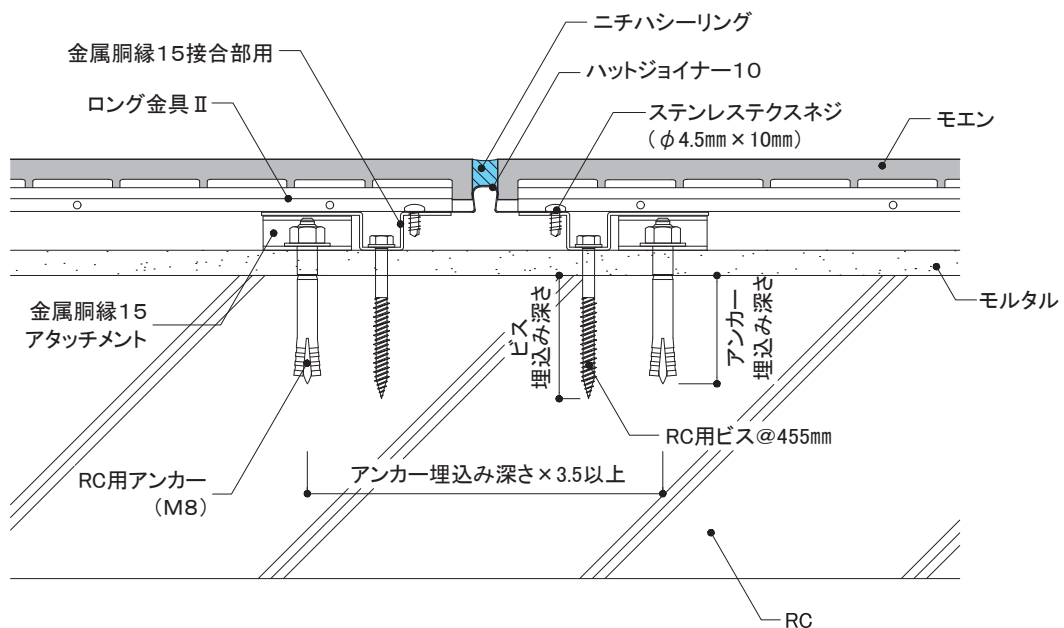 ニチハシーリング
金属胴縁15接合部用
ハットジョイナー10
ロング金具Ⅱ
ステンレステクスネジ
(φ4.5mm×10mm)
モエン
金属胴縁15
アタッチメント
ビス
埋込み深さ
アンカー
埋込み深さ
モルタル
RC用ビス@455mm
アンカー埋込み深さ×3.5以上
RC用アンカー
(M8)
RC